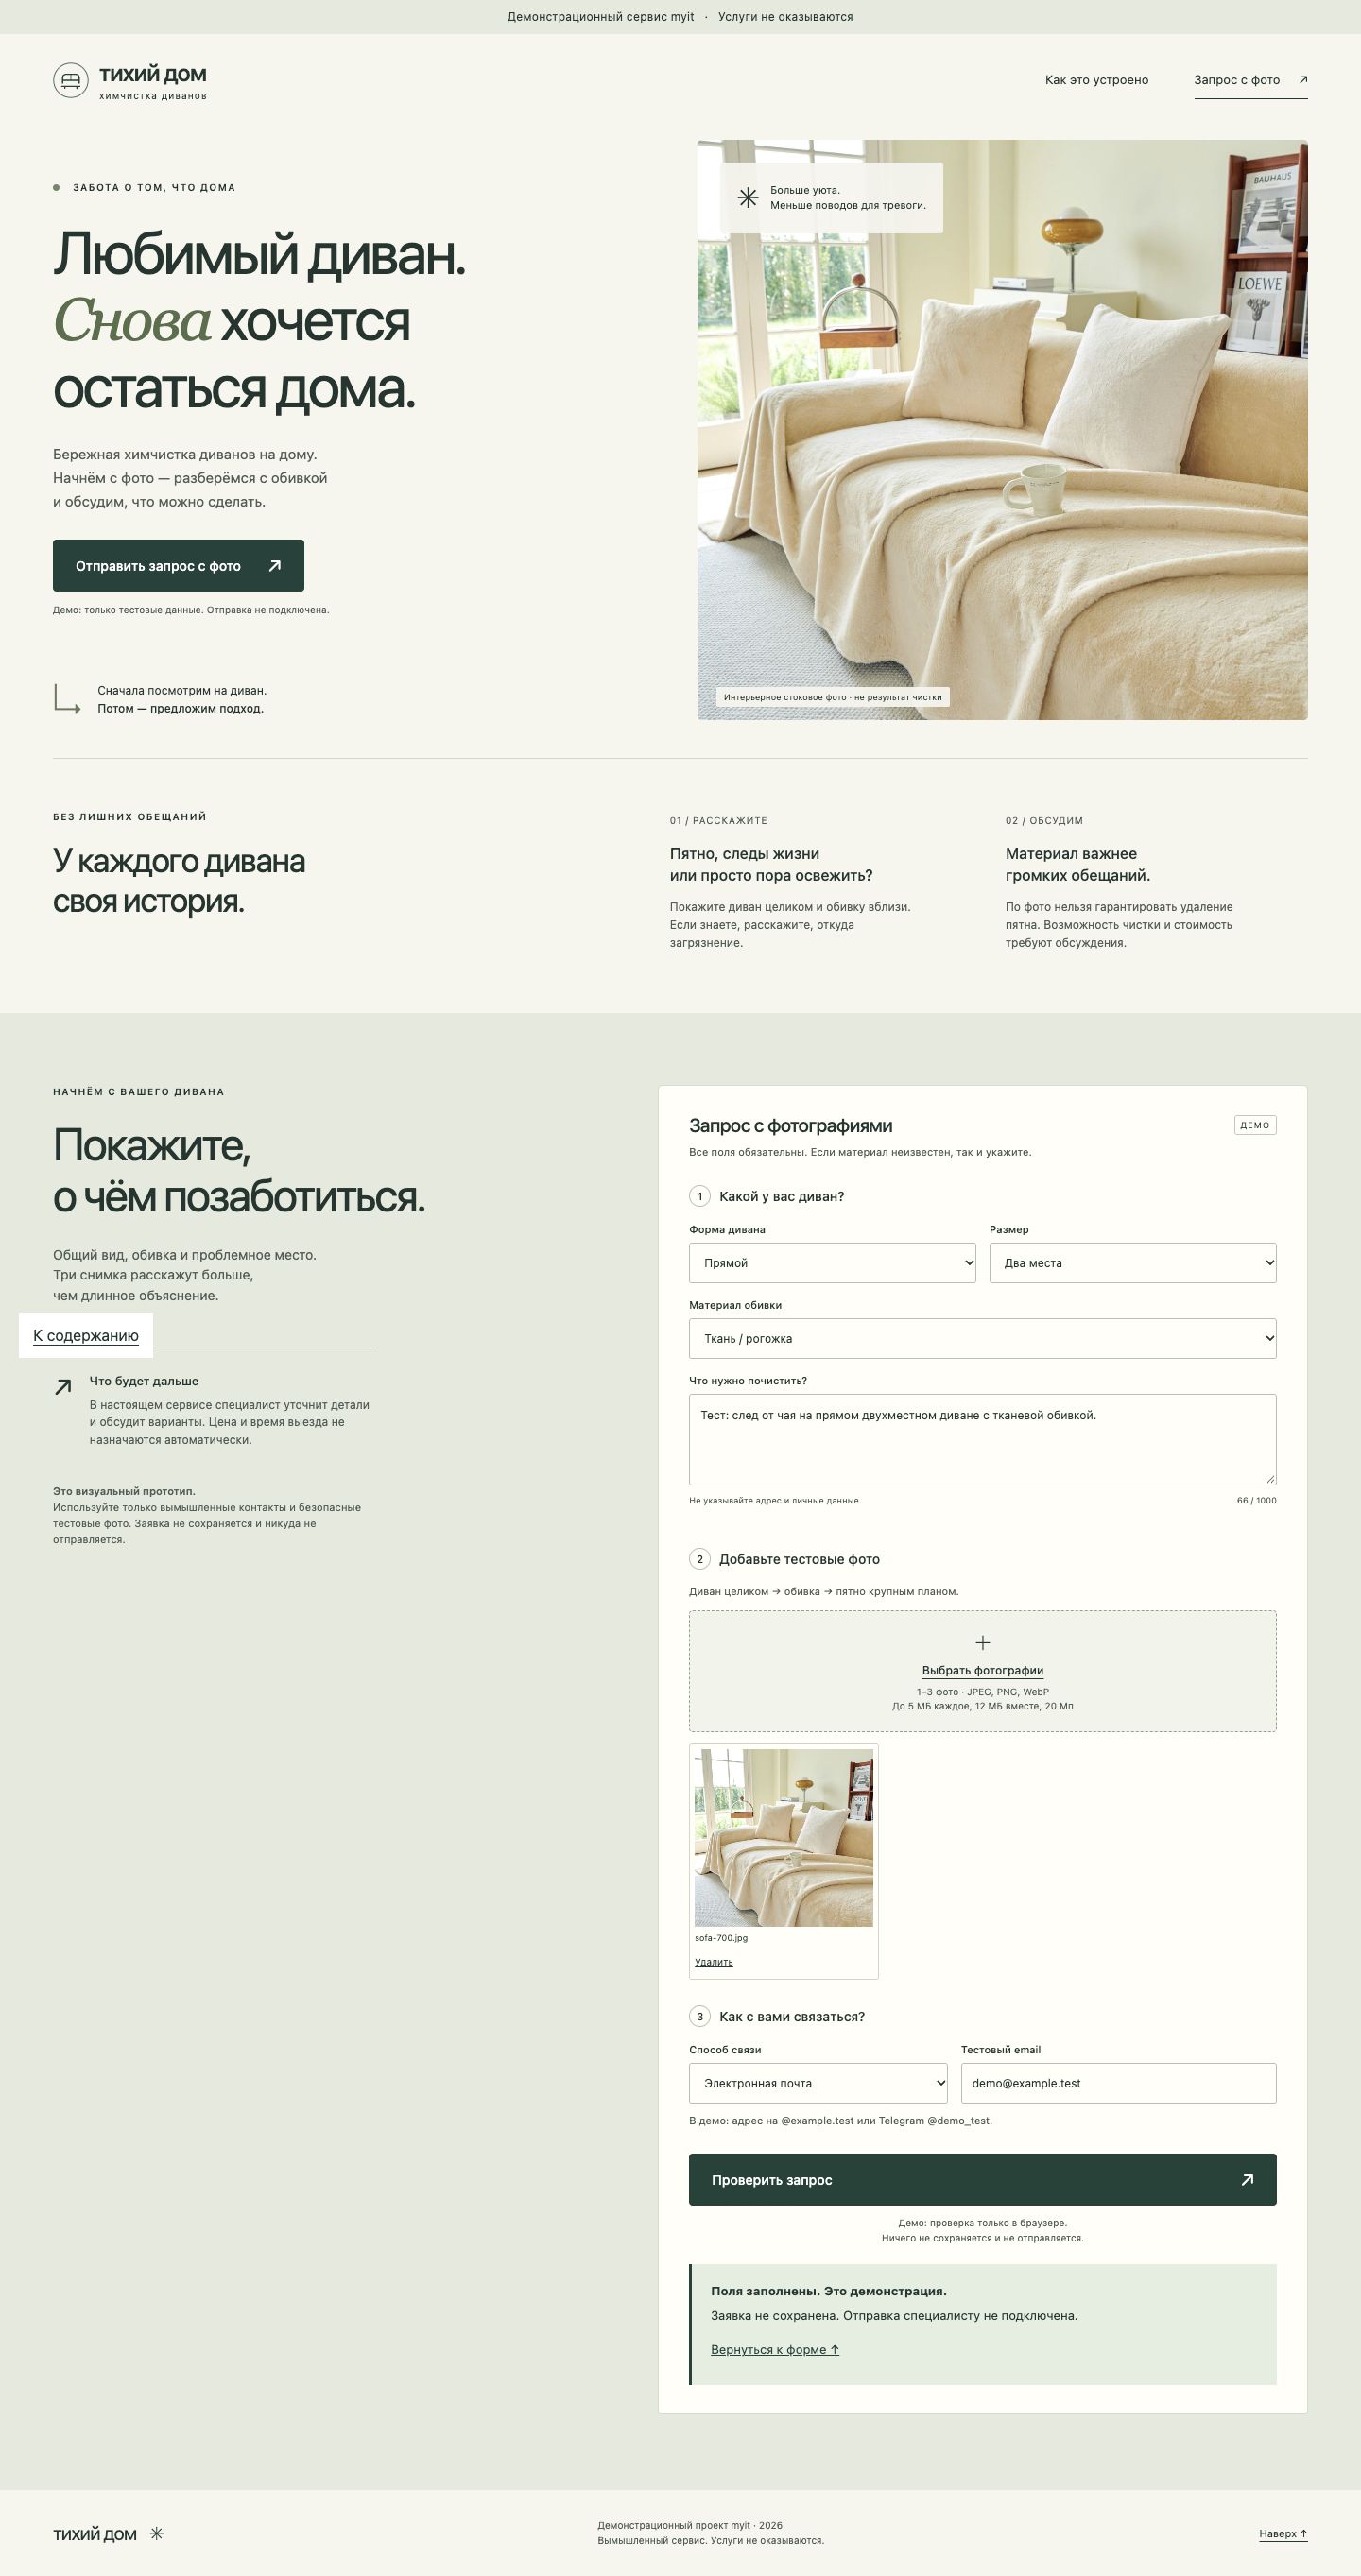 Демонстрационный сервис myit · Услуги не оказываются
ТИХИЙ ДОМ
химчистка диванов
Как это устроено
Запрос с фото ↗
ЗАБОТА О ТОМ, ЧТО ДОМА
Любимый диван.
Снова хочется
остаться дома.
Бережная химчистка диванов на дому.
Начнём с фото — разберёмся с обивкой
и обсудим, что можно сделать.
Отправить запрос с фото ↗
Демо: только тестовые данные. Отправка не подключена.
Сначала посмотрим на диван.
Потом — предложим подход.
Больше уюта.
Меньше поводов для тревоги.
BAUHAUS
LOEWE
Интерьерное стоковое фото · не результат чистки
БЕЗ ЛИШНИХ ОБЕЩАНИЙ
У каждого дивана
своя история.
01 / РАССКАЖИТЕ
Пятно, следы жизни
или просто пора освежить?
Покажите диван целиком и обивку вблизи.
Если знаете, расскажите, откуда
загрязнение.
02 / ОБСУДИМ
Материал важнее
громких обещаний.
По фото нельзя гарантировать удаление
пятна. Возможность чистки и стоимость
требуют обсуждения.
НАЧНЁМ С ВАШЕГО ДИВАНА
Покажите,
о чём позаботиться.
Общий вид, обивка и проблемное место.
Три снимка расскажут больше,
чем длинное объяснение.
К содержанию
Что будет дальше
В настоящем сервисе специалист уточнит детали
и обсудит варианты. Цена и время выезда не
назначаются автоматически.
Это визуальный прототип.
Используйте только вымышленные контакты и безопасные
тестовые фото. Заявка не сохраняется и никуда не
отправляется.
Запрос с фотографиями
ДЕМО
Все поля обязательны. Если материал неизвестен, так и укажите.
1 Какой у вас диван?
Форма дивана
Размер
Прямой
Два места
Материал обивки
Ткань / рогожка
Что нужно почистить?
Тест: след от чая на прямом двухместном диване с тканевой обивкой.
Не указывайте адрес и личные данные.
66 / 1000
2 Добавьте тестовые фото
Диван целиком → обивка → пятно крупным планом.
Выбрать фотографии
1–3 фото · JPEG, PNG, WebP
До 5 МБ каждое, 12 МБ вместе, 20 Мп
sofa-700.jpg
Удалить
3 Как с вами связаться?
Способ связи
Тестовый email
Электронная почта
demo@example.test
В демо: адрес на @example.test или Telegram @demo_test.
Проверить запрос ↗
Демо: проверка только в браузере.
Ничего не сохраняется и не отправляется.
Поля заполнены. Это демонстрация.
Заявка не сохранена. Отправка специалисту не подключена.
Вернуться к форме ↑
ТИХИЙ ДОМ
Демонстрационный проект myit · 2026
Вымышленный сервис. Услуги не оказываются.
Наверх ↑